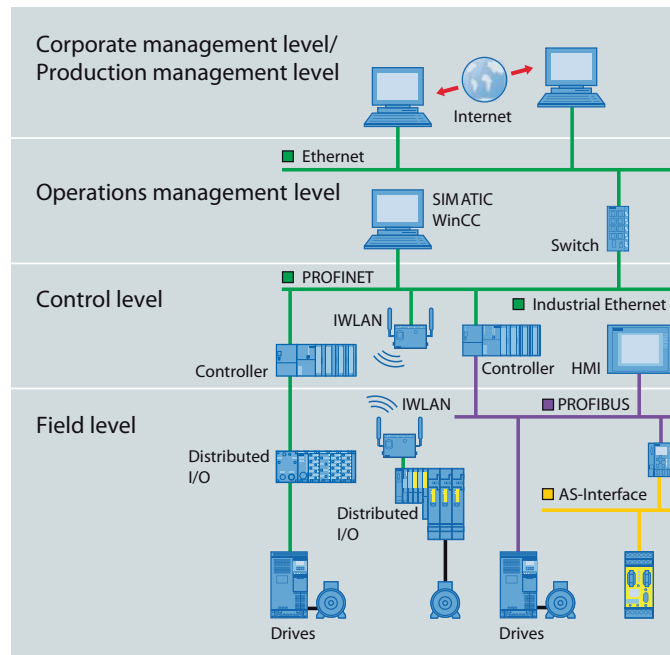 Corporate management level/
Production management level
Internet
Ethernet
Operations management level
SIMATIC
WinCC
Switch
PROFINET
Control level
Industrial Ethernet
IWLAN
Controller
Controller
HMI
IWLAN
PROFIBUS
Field level
Distributed
I/O
AS-Interface
Distributed
I/O
Drives
Drives